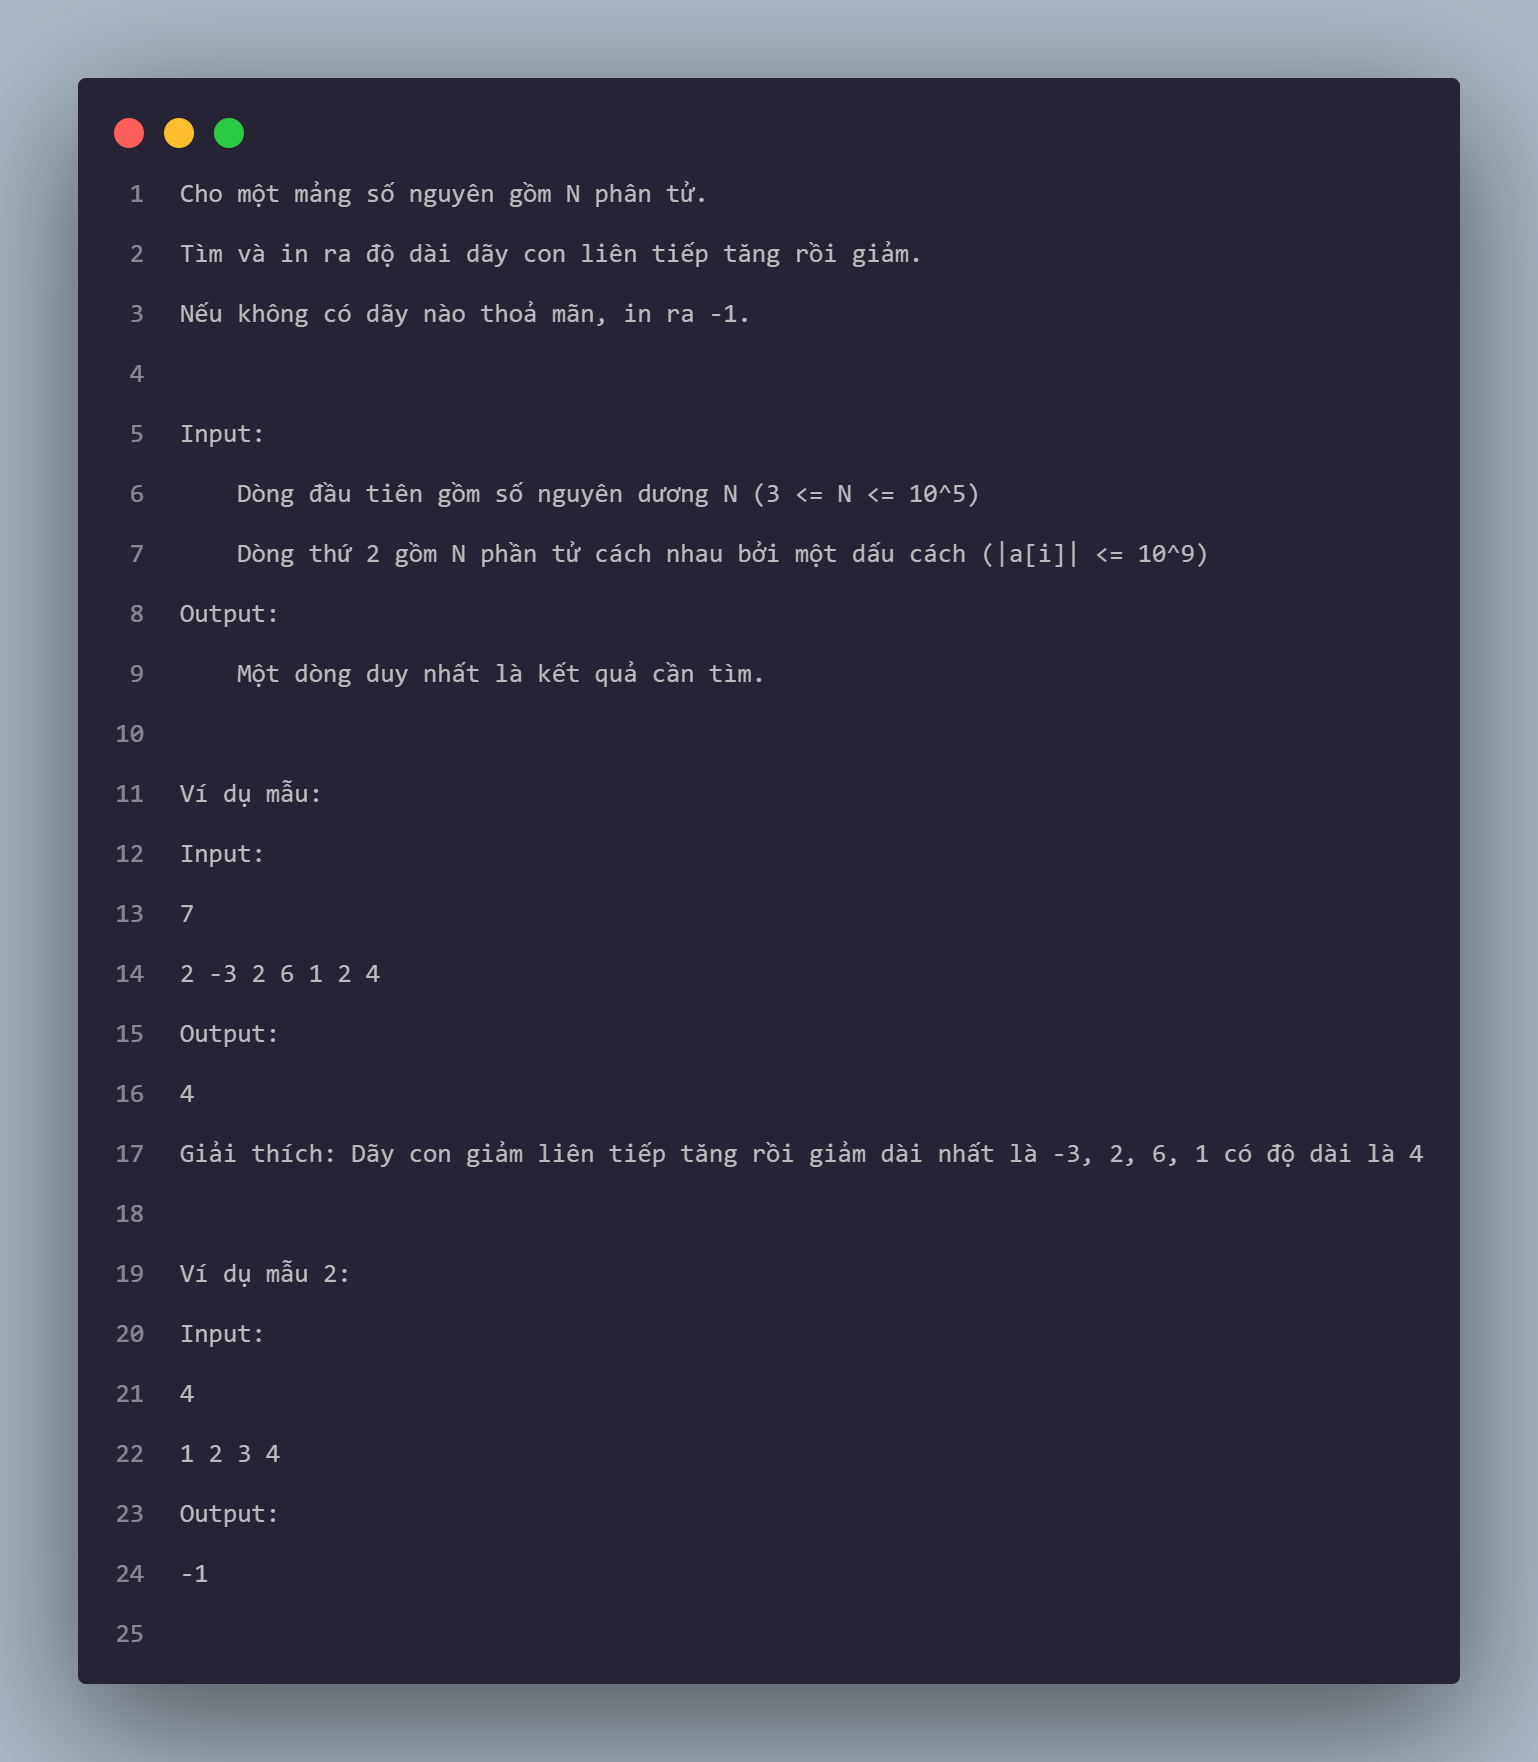 1 Cho một mảng số nguyên gồm N phân tử.
2 Tìm và in ra độ dài dãy con liên tiếp tăng rồi giảm.
3 Nếu không có dãy nào thoả mãn, in ra -1.
4
5 Input:
6     Dòng đầu tiên gồm số nguyên dương N (3 <= N <= 10^5)
7     Dòng thứ 2 gồm N phần tử cách nhau bởi một dấu cách (|a[i]| <= 10^9)
8 Output:
9     Một dòng duy nhất là kết quả cần tìm.
10
11 Ví dụ mẫu:
12 Input:
13 7
14 2 -3 2 6 1 2 4
15 Output:
16 4
17 Giải thích: Dãy con giảm liên tiếp tăng rồi giảm dài nhất là -3, 2, 6, 1 có độ dài là 4
18
19 Ví dụ mẫu 2:
20 Input:
21 4
22 1 2 3 4
23 Output:
24 -1
25